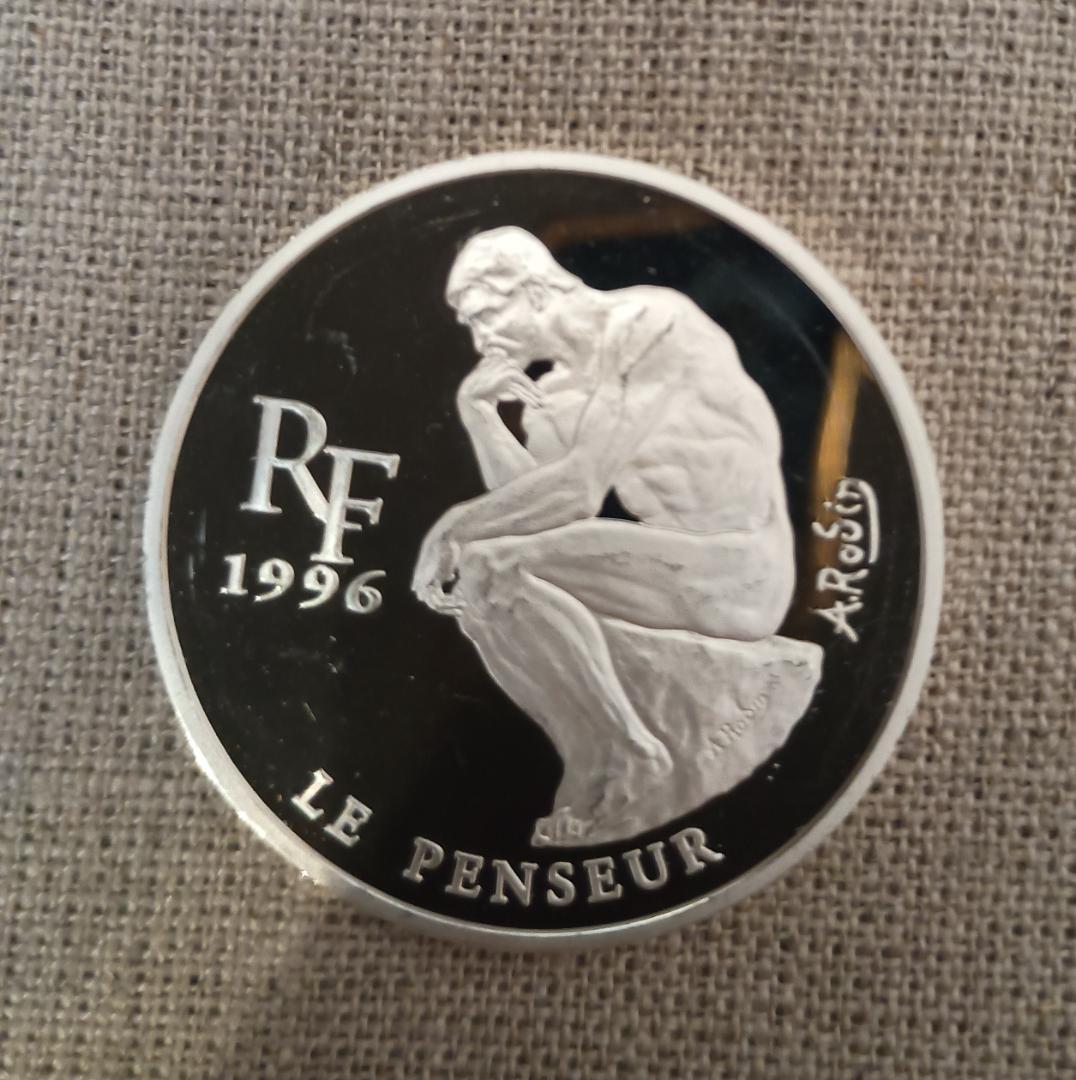 RF
1996
A.Rodin
LE PENSEUR